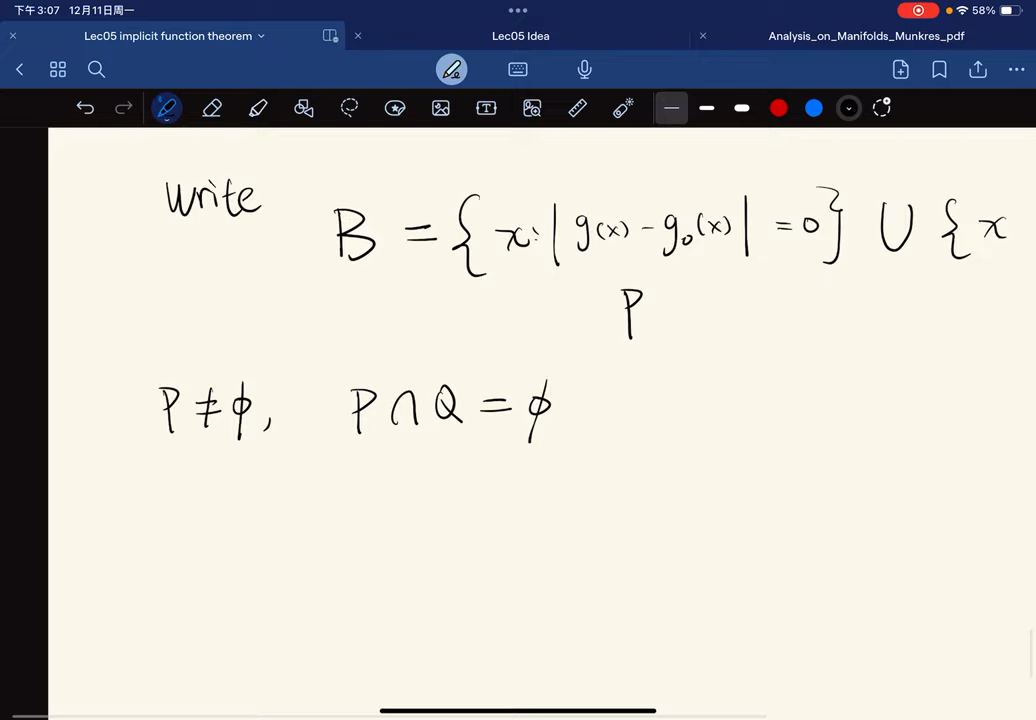 下午3:07 12月11日周一
58%
Lec05 implicit function theorem
Lec05 Idea
Analysis_on_Manifolds_Munkres_pdf
write
B = { x: | g(x) - g₀(x) | = 0 } ∪ { x
P
P ≠ ϕ, P ∩ Q = ϕ